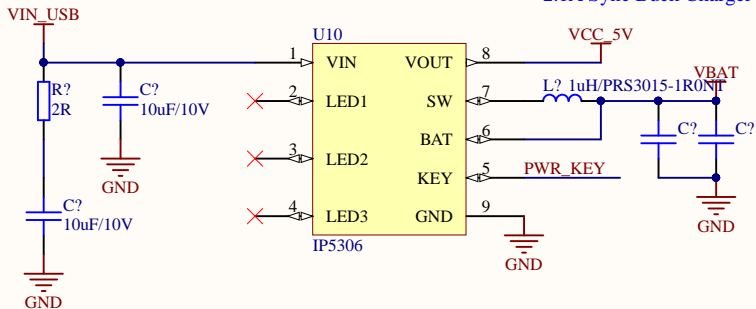 VIN_USB
U10
VCC_5V
1 VIN VOUT 8
R?
2R
C?
10uF/10V
2 LED1 SW 7
L? 1uH/PRS3015-1R0NT
VBAT
BAT 6
C? C?
3 LED2
KEY 5 PWR_KEY
GND
C?
10uF/10V
4 LED3 GND 9
GND
IP5306
GND
GND